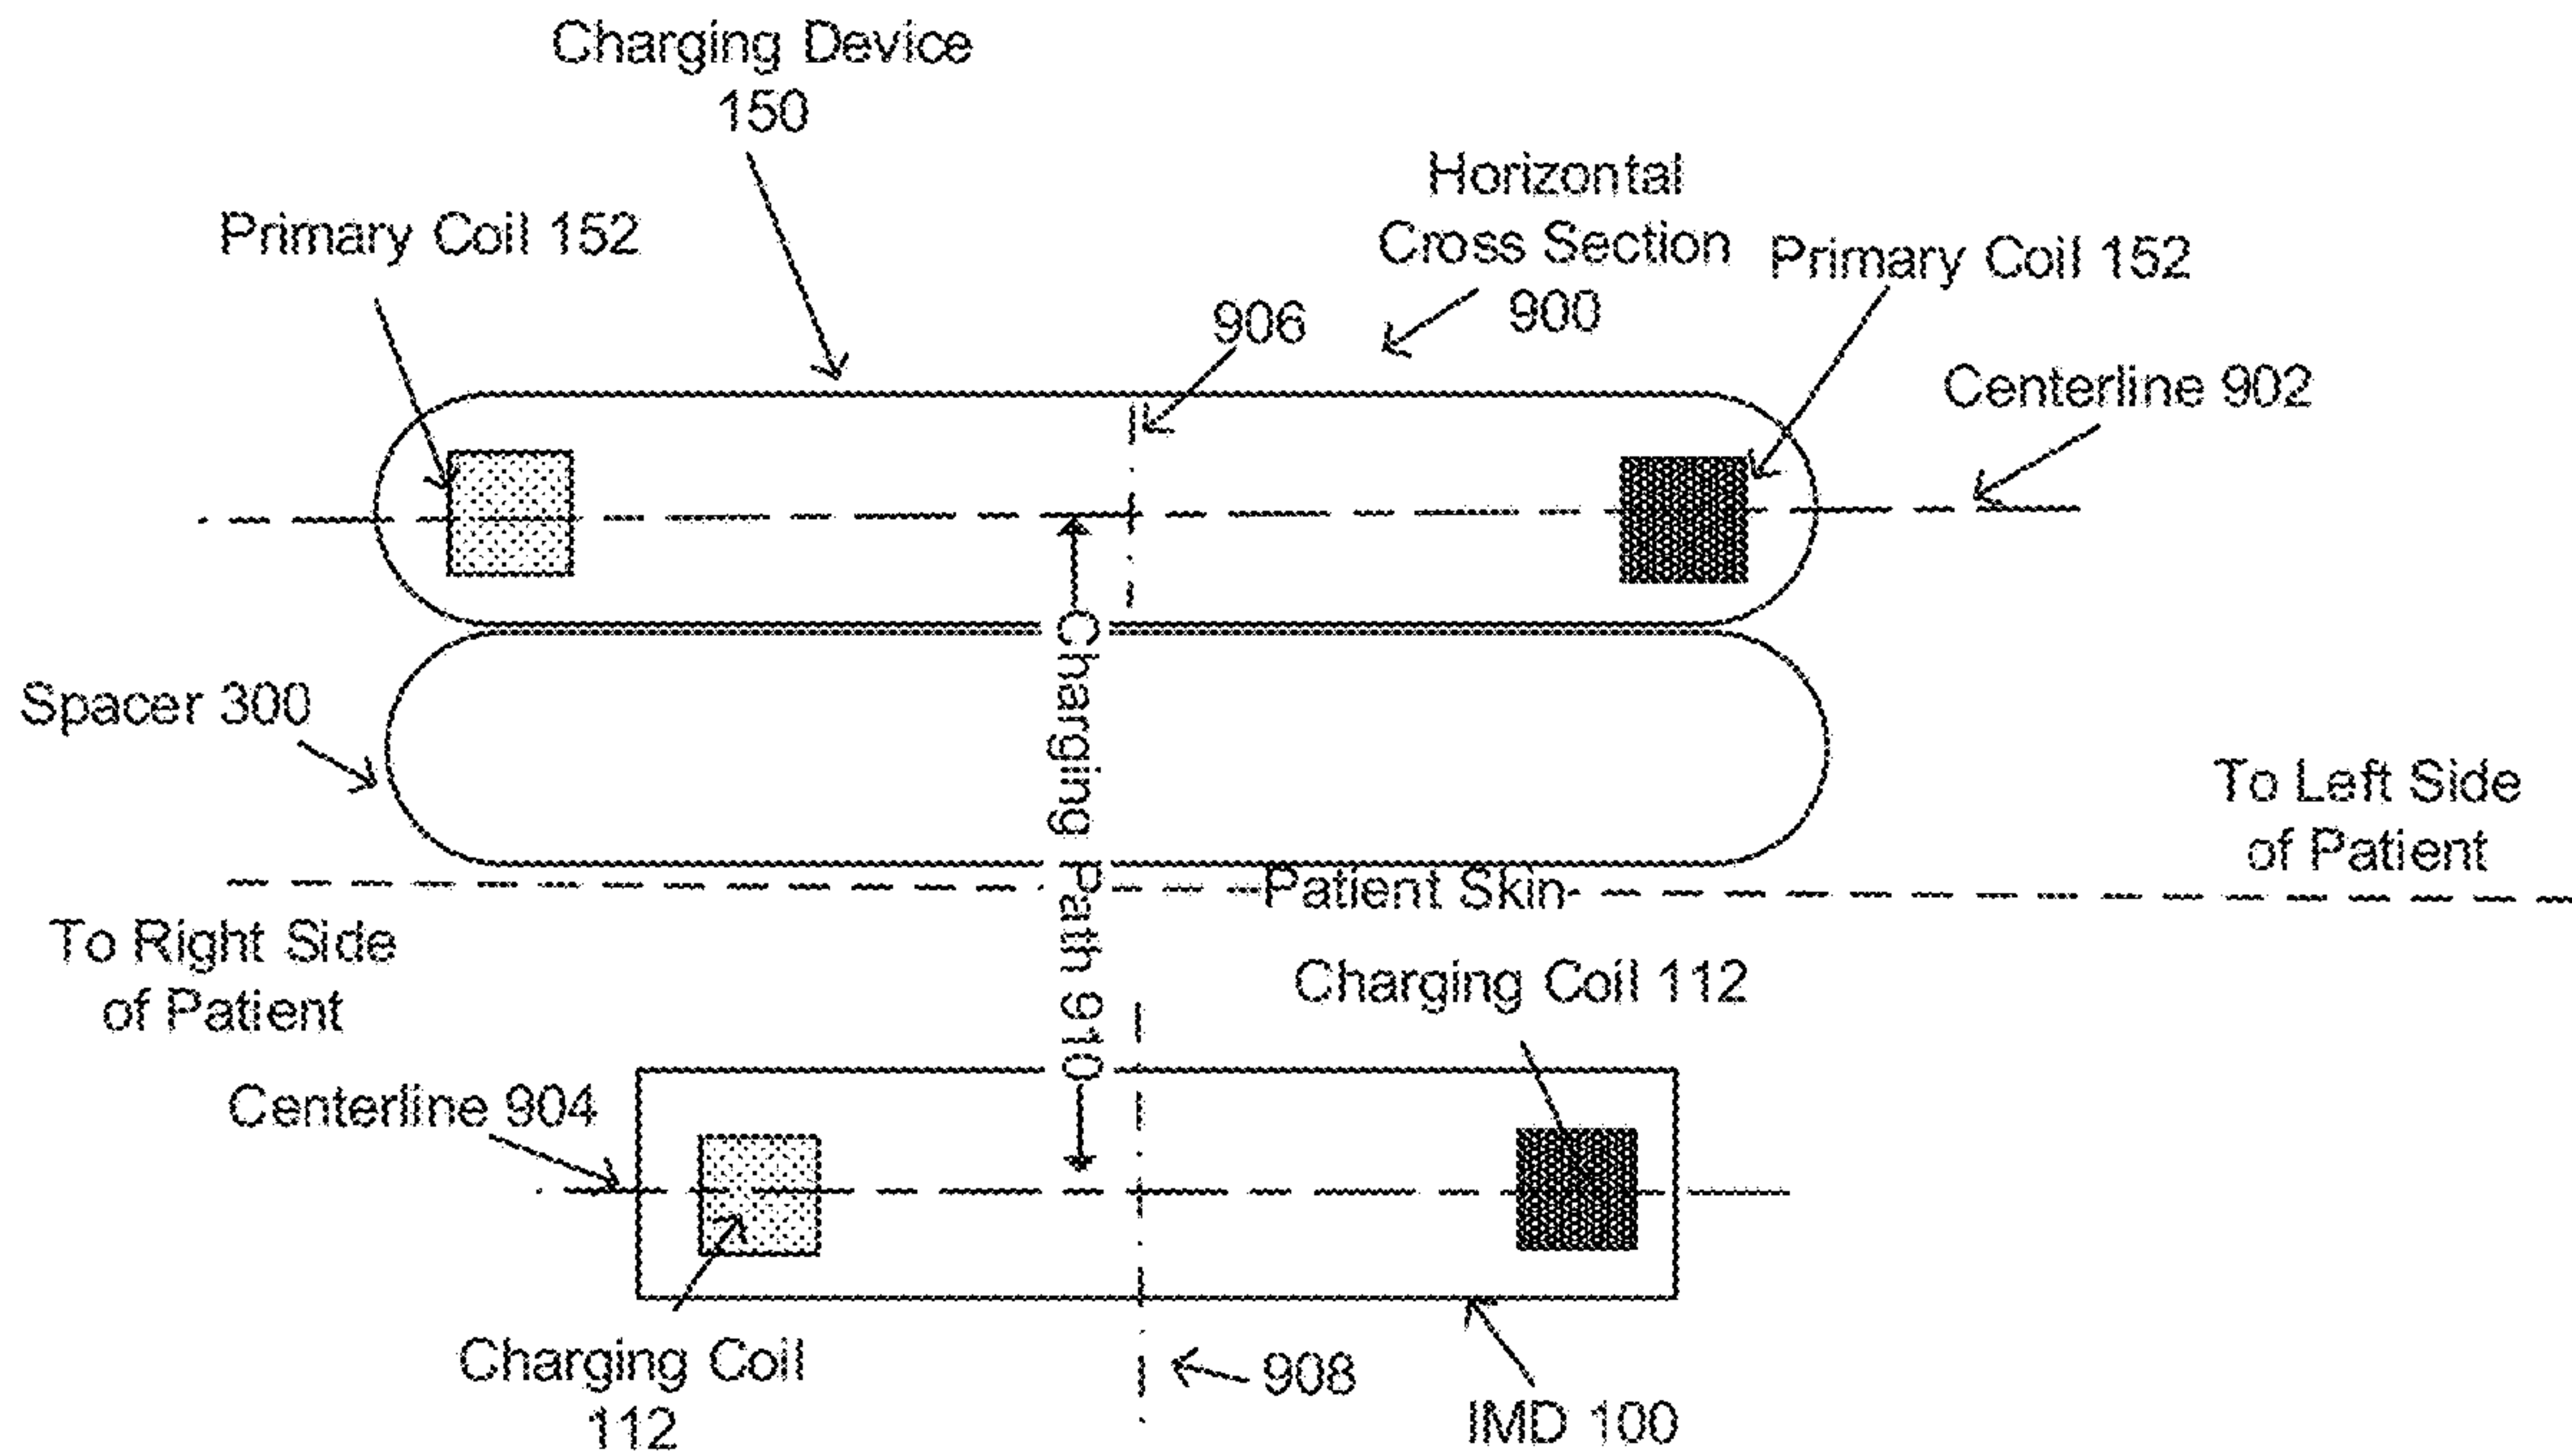 Charging Device
150
Horizontal
Cross Section
900
Primary Coil 152
Primary Coil 152
906
Centerline 902
Charging Path 910
Spacer 300
To Left Side
of Patient
Patient Skin
To Right Side
of Patient
Charging Coil 112
Centerline 904
Charging Coil
112
908
IMD 100